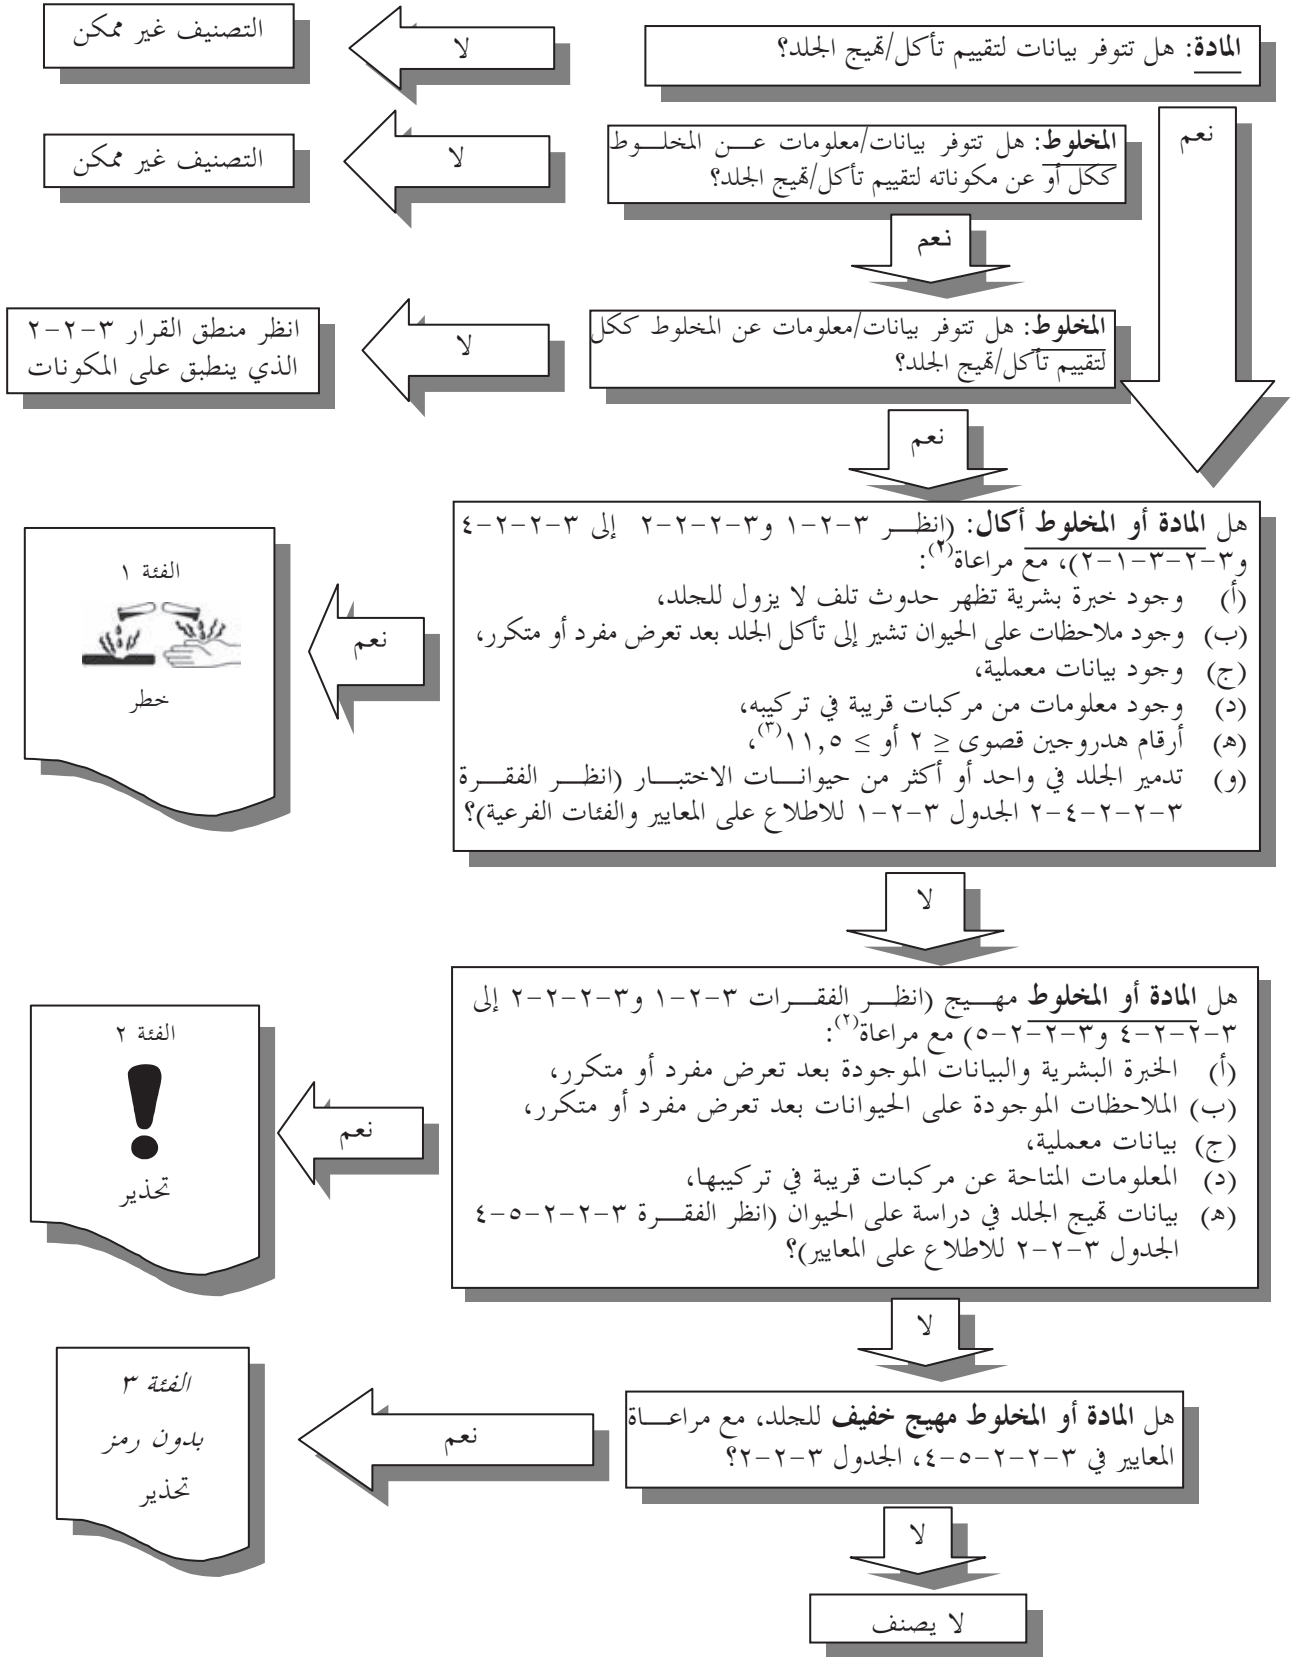 المادة: هل تتوفر بيانات لتقييم تأكل/تهيج الجلد؟
لا
التصنيف غير ممكن
نعم
المخلوط: هل تتوفر بيانات/معلومات عن المخلوط
ككل أو عن مكوناته لتقييم تأكل/تهيج الجلد؟
لا
التصنيف غير ممكن
نعم
المخلوط: هل تتوفر بيانات/معلومات عن المخلوط ككل
لتقييم تأكل/تهيج الجلد؟
لا
انظر منطق القرار ٣-٢-٢
الذي ينطبق على المكونات
نعم
هل المادة أو المخلوط أكال: (انظر ٣-٢-١ و٣-٢-٢-٢ إلى ٣-٢-٢-٤
و٣-٢-٣-١-٢)، مع مراعاة(٢):
(أ) وجود خبرة بشرية تظهر حدوث تلف لا يزول للجلد،
(ب) وجود ملاحظات على الحيوان تشير إلى تأكل الجلد بعد تعرض مفرد أو متكرر،
(ج) وجود بيانات معملية،
(د) وجود معلومات من مركبات قريبة في تركيبه،
(ه) أرقام هدروجين قصوى ≥ ٢ أو ≤ ١١,٥(٣)،
(و) تدمير الجلد في واحد أو أكثر من حيوانات الاختبار (انظر الفقرة
٣-٢-٢-٤-٢ الجدول ٣-٢-١ للاطلاع على المعايير والفئات الفرعية)؟
نعم
الفئة ١
خطر
لا
هل المادة أو المخلوط مهيج (انظر الفقرات ٣-٢-١ و٣-٢-٢-٢ إلى
٣-٢-٢-٤ و٣-٢-٢-٥) مع مراعاة(٢):
(أ) الخبرة البشرية والبيانات الموجودة بعد تعرض مفرد أو متكرر،
(ب) الملاحظات الموجودة على الحيوانات بعد تعرض مفرد أو متكرر،
(ج) بيانات معملية،
(د) المعلومات المتاحة عن مركبات قريبة في تركيبها،
(ه) بيانات تهيج الجلد في دراسة على الحيوان (انظر الفقرة ٣-٢-٢-٥-٤
الجدول ٣-٢-٢ للاطلاع على المعايير)؟
نعم
الفئة ٢
تحذير
لا
هل المادة أو المخلوط مهيج خفيف للجلد، مع مراعاة
المعايير في ٣-٢-٢-٥-٤، الجدول ٣-٢-٢؟
نعم
الفئة ٣
بدون رمز
تحذير
لا
لا يصنف